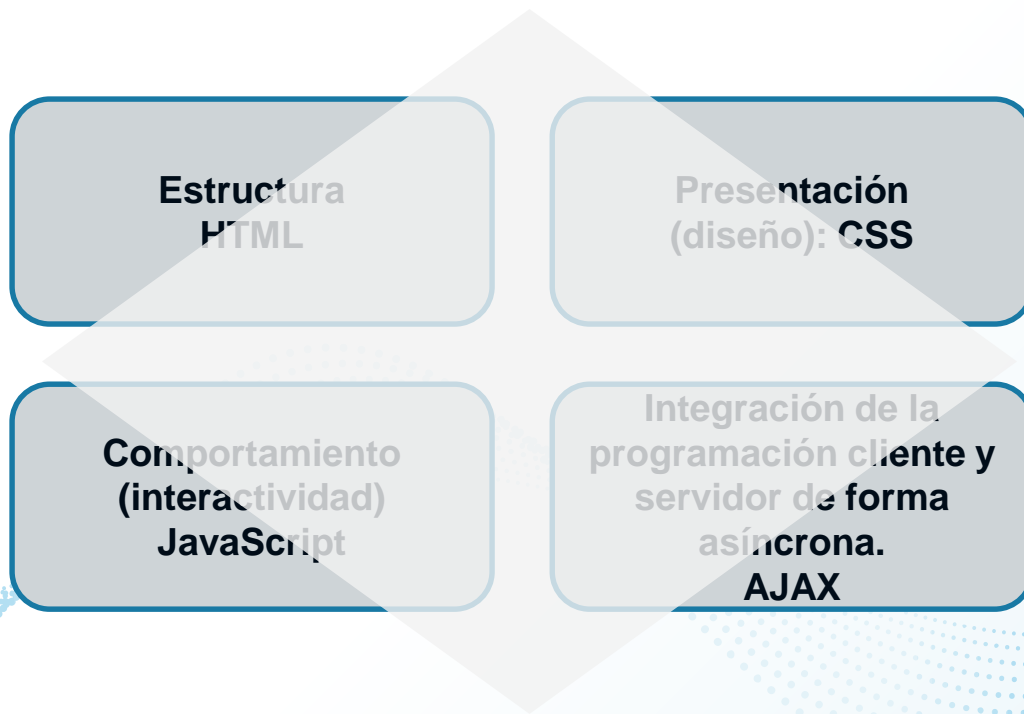 Estructura
HTML
Presentación
(diseño): CSS
Comportamiento
(interactividad)
JavaScript
Integración de la
programación cliente y
servidor de forma
asíncrona.
AJAX